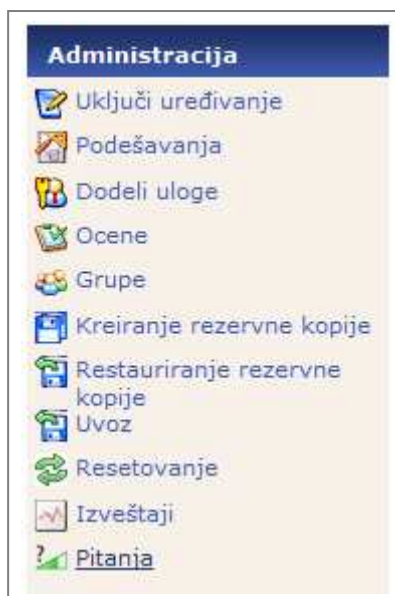 Administracija
Uključi uređivanje
Podešavanja
Dodeli uloge
Ocene
Grupe
Kreiranje rezervne kopije
Restauriranje rezervne
kopije
Uvoz
Resetovanje
Izveštaji
Pitanja